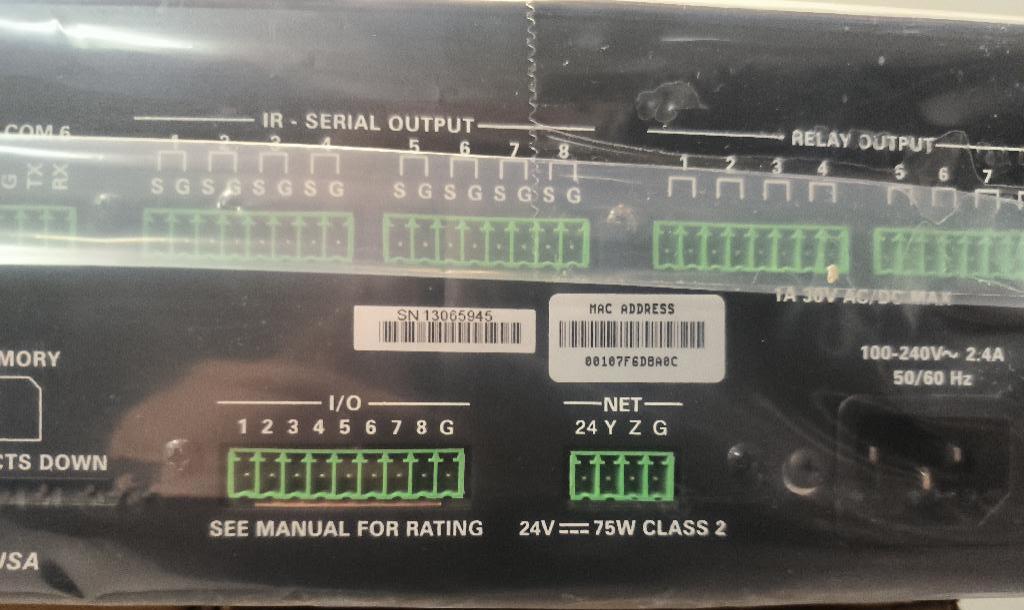 COM 6
G TX RX
IR - SERIAL OUTPUT
1 2 3 4 5 6 7 8
S G S G S G S G S G S G S G S G
RELAY OUTPUT
1 2 3 4 5 6 7
1A 30V AC/DC MAX
SN 13065945
MAC ADDRESS
00107F6DBA0C
MORY
CTS DOWN
I/O
1 2 3 4 5 6 7 8 G
SEE MANUAL FOR RATING
NET
24 Y Z G
24V 75W CLASS 2
100-240V~ 2.4A
50/60 Hz
USA